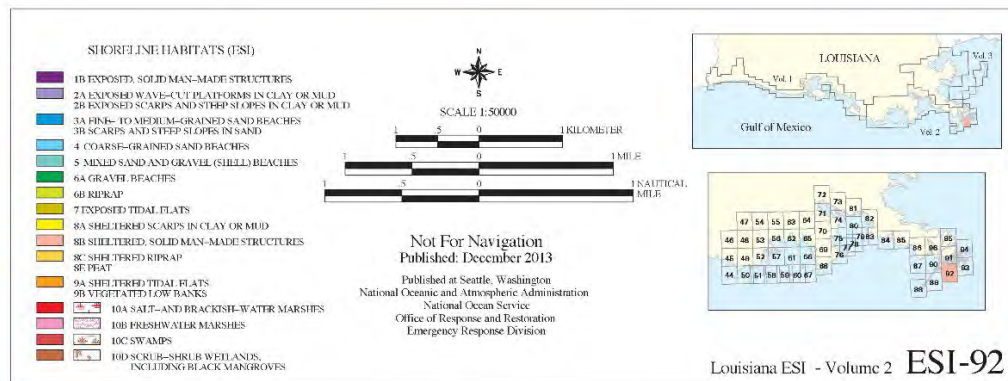 SHORELINE HABITATS (ESI)
1B EXPOSED, SOLID MAN-MADE STRUCTURES
2A EXPOSED WAVE-CUT PLATFORMS IN CLAY OR MUD
2B EXPOSED SCARPS AND STEEP SLOPES IN CLAY OR MUD
3A FINE- TO MEDIUM-GRAINED SAND BEACHES
3B SCARPS AND STEEP SLOPES IN SAND
4 COARSE-GRAINED SAND BEACHES
5 MIXED SAND AND GRAVEL (SHELL) BEACHES
6A GRAVEL BEACHES
6B RIPRAP
7 EXPOSED TIDAL FLATS
8A SHELTERED SCARPS IN CLAY OR MUD
8B SHELTERED, SOLID MAN-MADE STRUCTURES
8C SHELTERED RIPRAP
8E PEAT
9A SHELTERED TIDAL FLATS
9B VEGETATED LOW BANKS
10A SALT-AND BRACKISH-WATER MARSHES
10B FRESHWATER MARSHES
10C SWAMPS
10D SCRUB-SHRUB WETLANDS,
INCLUDING BLACK MANGROVES
N
W E
S
SCALE 1:50000
1 .5 0 1 KILOMETER
1 .5 0 1 MILE
1 .5 0 1 NAUTICAL
MILE
Not For Navigation
Published: December 2013
Published at Seattle, Washington
National Oceanic and Atmospheric Administration
National Ocean Service
Office of Response and Restoration
Emergency Response Division
LOUISIANA
Vol. 3
Vol. 1
Gulf of Mexico
Vol. 2
72
73
81
47 54 55 63 64 71 74 82
46 48 53 56 62 65 70 75 80 79 83 84 85 86 96 95 94
45 49 52 57 61 66 69 76 77 78 87 90 91 93
44 50 51 58 59 60 67 68 92
88 89
Louisiana ESI - Volume 2 ESI-92